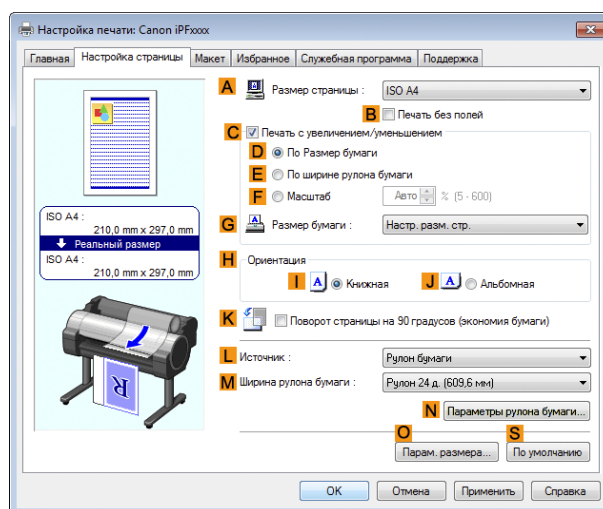 Настройка печати: Canon iPFxxxx
Главная Настройка страницы Макет Избранное Служебная программа Поддержка
A Размер страницы : ISO A4
B Печать без полей
C Печать с увеличением/уменьшением
D По Размер бумаги
E По ширине рулона бумаги
F Масштаб Авто % (5 - 600)
G Размер бумаги : Настр. разм. стр.
ISO A4 :
210,0 mm x 297,0 mm
Реальный размер
ISO A4 :
210,0 mm x 297,0 mm
H Ориентация
I A Книжная J A Альбомная
K Поворот страницы на 90 градусов (экономия бумаги)
L Источник : Рулон бумаги
M Ширина рулона бумаги : Рулон 24 д. (609,6 мм)
N Параметры рулона бумаги...
O S
Парам. размера... По умолчанию
R
OK Отмена Применить Справка